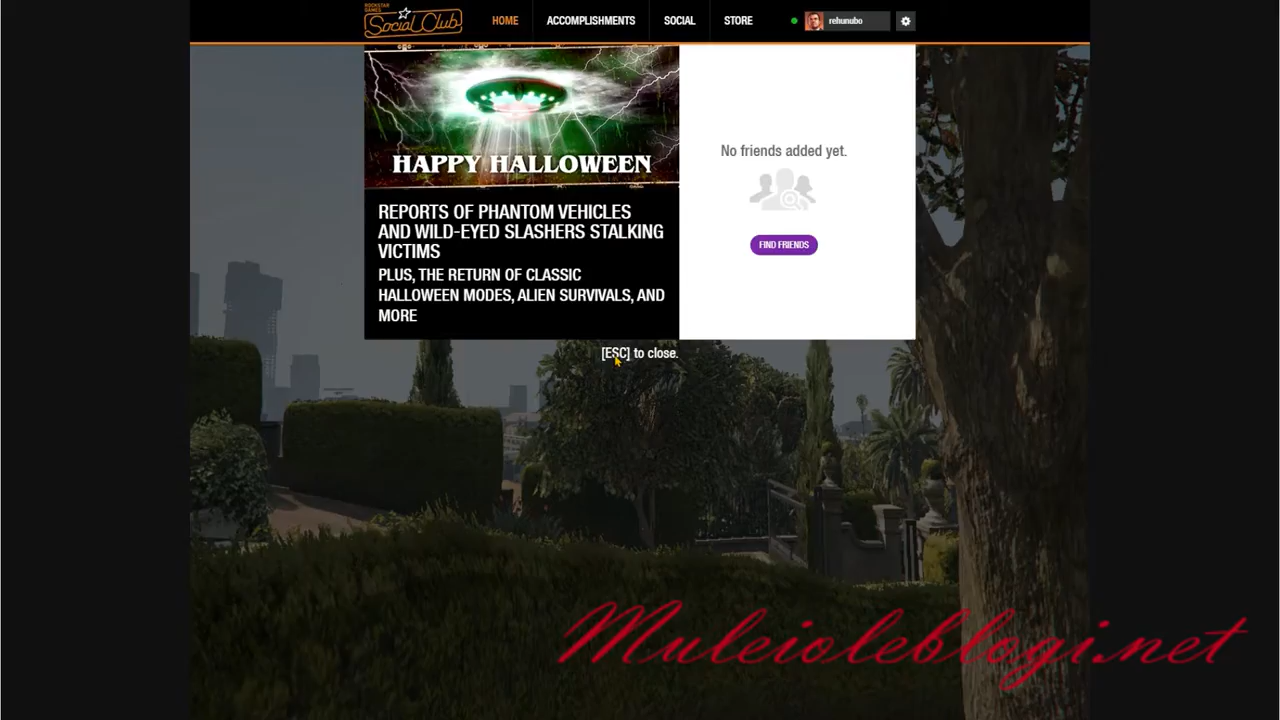 ROCKSTAR
GAMES
Social Club
HOME
ACCOMPLISHMENTS
SOCIAL
STORE
rehunubo
HAPPY HALLOWEEN
REPORTS OF PHANTOM VEHICLES
AND WILD-EYED SLASHERS STALKING
VICTIMS
PLUS, THE RETURN OF CLASSIC
HALLOWEEN MODES, ALIEN SURVIVALS, AND
MORE
No friends added yet.
FIND FRIENDS
[ESC] to close.
Muleioleblogi.net